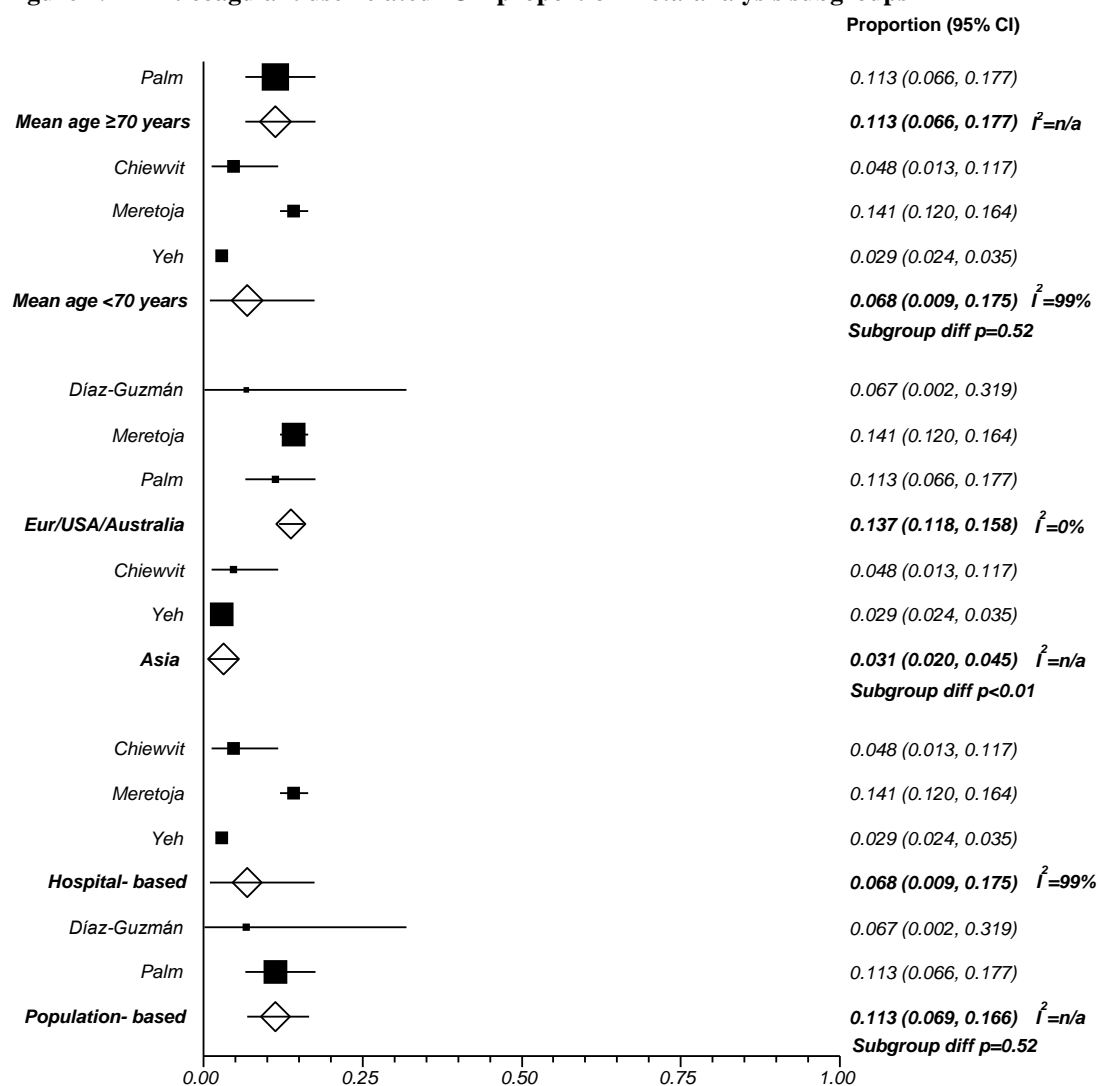 Proportion (95% CI)
Palm 0.113 (0.066, 0.177)
Mean age ≥70 years 0.113 (0.066, 0.177) I²=n/a
Chiewvit 0.048 (0.013, 0.117)
Meretoja 0.141 (0.120, 0.164)
Yeh 0.029 (0.024, 0.035)
Mean age <70 years 0.068 (0.009, 0.175) I²=99%
Subgroup diff p=0.52
Díaz-Guzmán 0.067 (0.002, 0.319)
Meretoja 0.141 (0.120, 0.164)
Palm 0.113 (0.066, 0.177)
Eur/USA/Australia 0.137 (0.118, 0.158) I²=0%
Chiewvit 0.048 (0.013, 0.117)
Yeh 0.029 (0.024, 0.035)
Asia 0.031 (0.020, 0.045) I²=n/a
Subgroup diff p<0.01
Chiewvit 0.048 (0.013, 0.117)
Meretoja 0.141 (0.120, 0.164)
Yeh 0.029 (0.024, 0.035)
Hospital- based 0.068 (0.009, 0.175) I²=99%
Díaz-Guzmán 0.067 (0.002, 0.319)
Palm 0.113 (0.066, 0.177)
Population- based 0.113 (0.069, 0.166) I²=n/a
Subgroup diff p=0.52
0.00 0.25 0.50 0.75 1.00